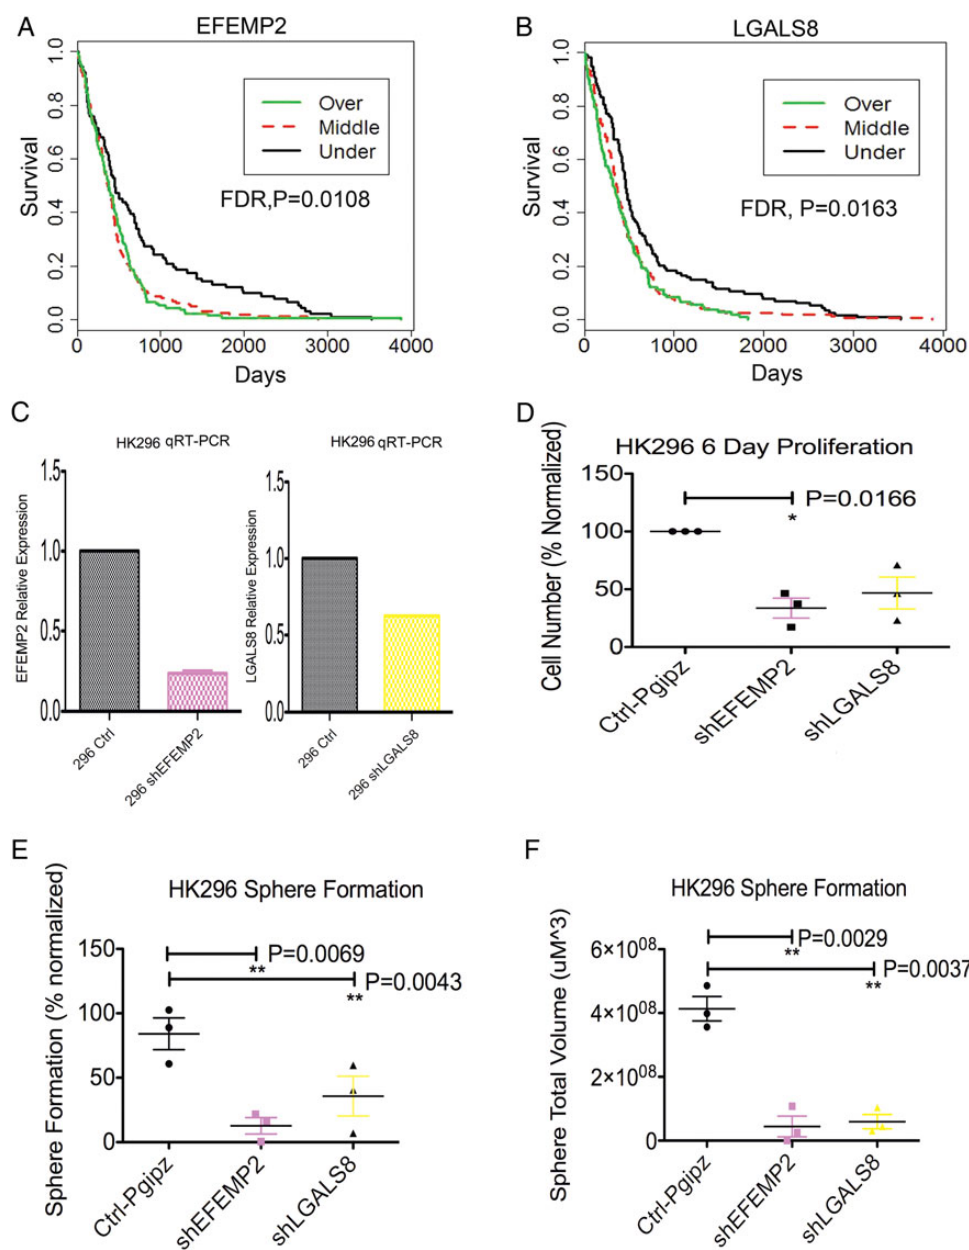 A
EFEMP2
1.0
0.8
0.6
0.4
0.2
0.0
Survival
Over
Middle
Under
FDR,P=0.0108
0
1000
2000
3000
4000
Days
B
LGALS8
1.0
0.8
0.6
0.4
0.2
0.0
Survival
Over
Middle
Under
FDR, P=0.0163
0
1000
2000
3000
4000
Days
C
HK296 qRT-PCR
EFEMP2 Relative Expression
1.5
1.0
0.5
0.0
296 Ctrl
296 shEFEMP2
HK296 qRT-PCR
LGALS8 Relative Expression
1.5
1.0
0.5
0.0
296 Ctrl
296 shLGALS8
D
HK296 6 Day Proliferation
Cell Number (% Normalized)
150
100
50
0
P=0.0166
*
Ctrl-Pgipz
shEFEMP2
shLGALS8
E
HK296 Sphere Formation
Sphere Formation (% normalized)
150
100
50
0
P=0.0069
**
P=0.0043
**
Ctrl-Pgipz
shEFEMP2
shLGALS8
F
HK296 Sphere Formation
Sphere Total Volume (uM^3)
6×10⁰⁸
4×10⁰⁸
2×10⁰⁸
0
P=0.0029
**
P=0.0037
**
Ctrl-Pgipz
shEFEMP2
shLGALS8